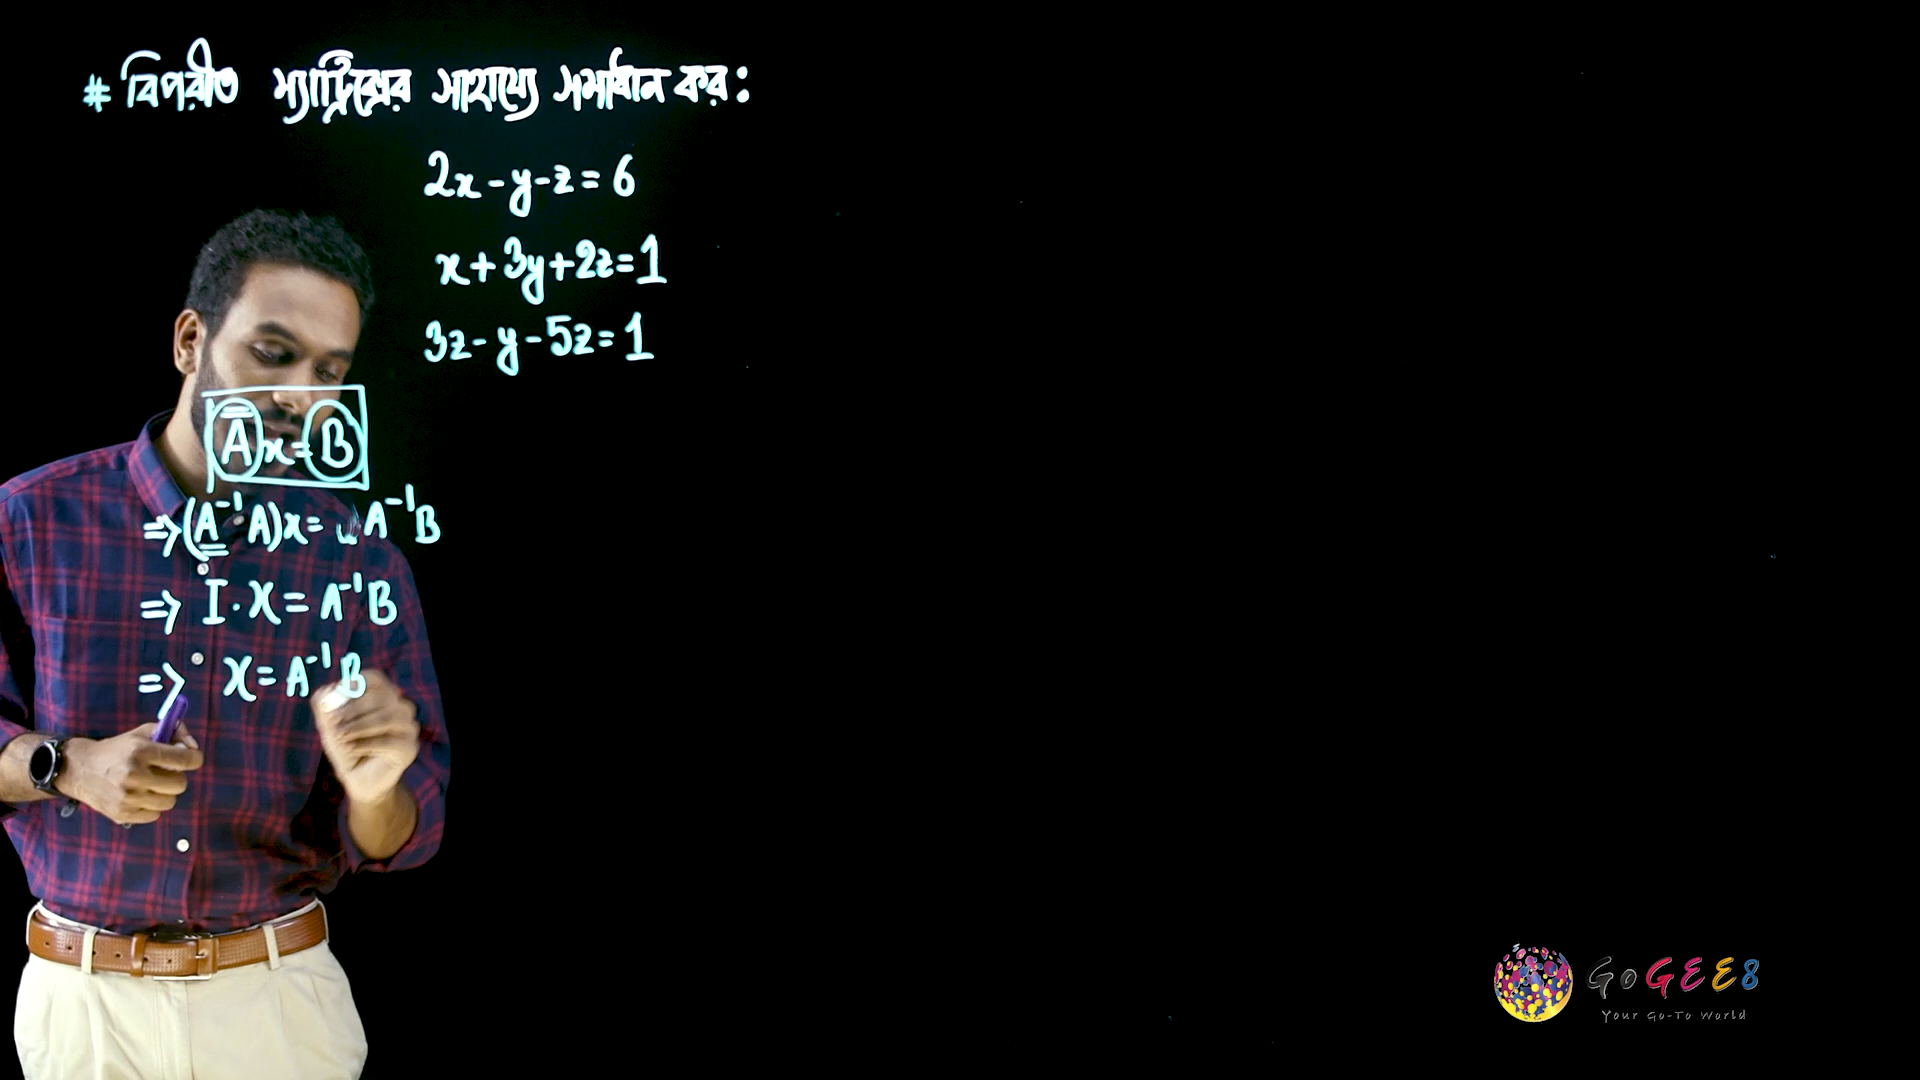 # বিপরীত ম্যাট্রিক্সের সাহায্যে সমাধান কর:
2x-y-z=6
x+3y+2z=1
3z-y-5z=1
Ax=B
⇒(A⁻¹A)x= A⁻¹B
⇒ I.X=A⁻¹B
⇒ X=A⁻¹B
GoGEE8
Your Go-To World